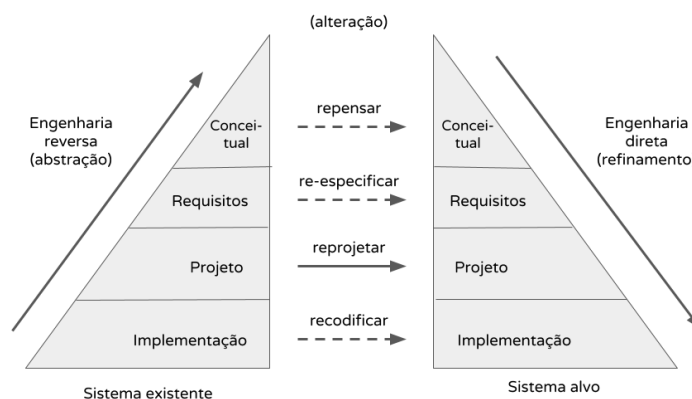 (alteração)
Engenharia
reversa
(abstração)
Concei-
tual
repensar
Concei-
tual
Engenharia
direta
(refinamento
Requisitos
re-especificar
Requisitos
Projeto
reprojetar
Projeto
Implementação
recodificar
Implementação
Sistema existente
Sistema alvo